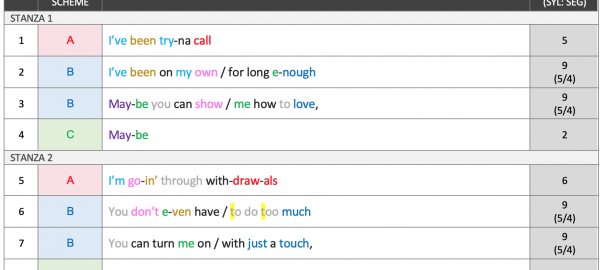 SCHEME (SYL: SEG)
STANZA 1
1 A I've been try-na call 5
2 B I've been on my own / for long e-nough 9 (5/4)
3 B May-be you can show / me how to love, 9 (5/4)
4 C May-be 2
STANZA 2
5 A I'm go-in' through with-draw-als 6
6 B You don't e-ven have / to do too much 9 (5/4)
7 B You can turn me on / with just a touch, 9 (5/4)